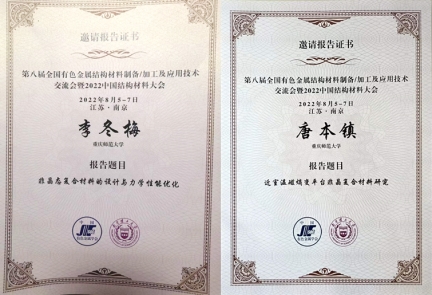 邀请报告证书
第八届全国有色金属结构材料制备/加工及应用技术
交流会暨2022中国结构材料大会
2022年8月5-7日
江苏·南京
李冬梅
重庆师范大学
报告题目
非晶态复合材料的设计与力学性能优化
邀请报告证书
第八届全国有色金属结构材料制备/加工及应用技术
交流会暨2022中国结构材料大会
2022年8月5-7日
江苏·南京
唐本镇
重庆师范大学
报告题目
近室温磁熵变平台非晶复合材料研究